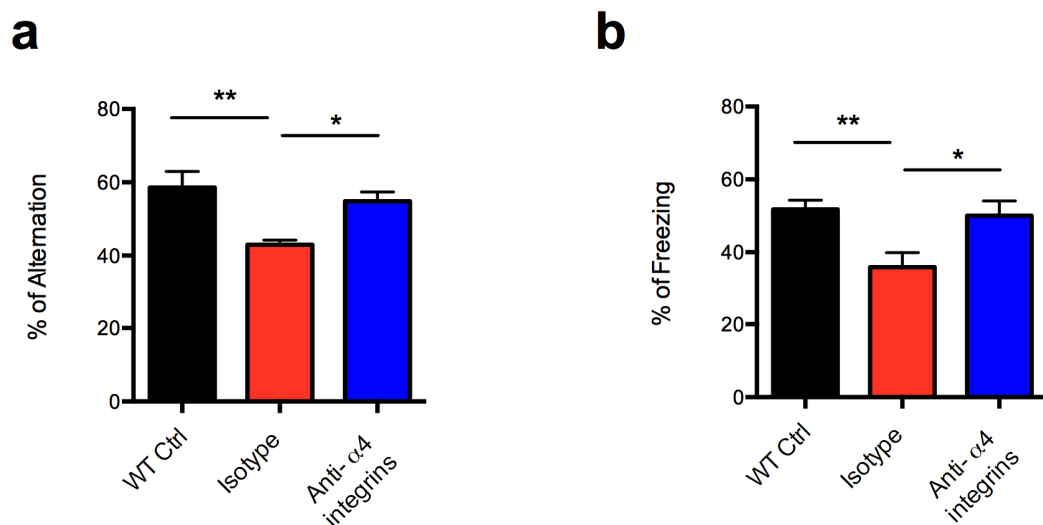 a
% of Alternation
80
60
40
20
0
**
*
WT Ctrl
Isotype
Anti- α4
integrins
b
% of Freezing
80
60
40
20
0
**
*
WT Ctrl
Isotype
Anti- α4
integrins